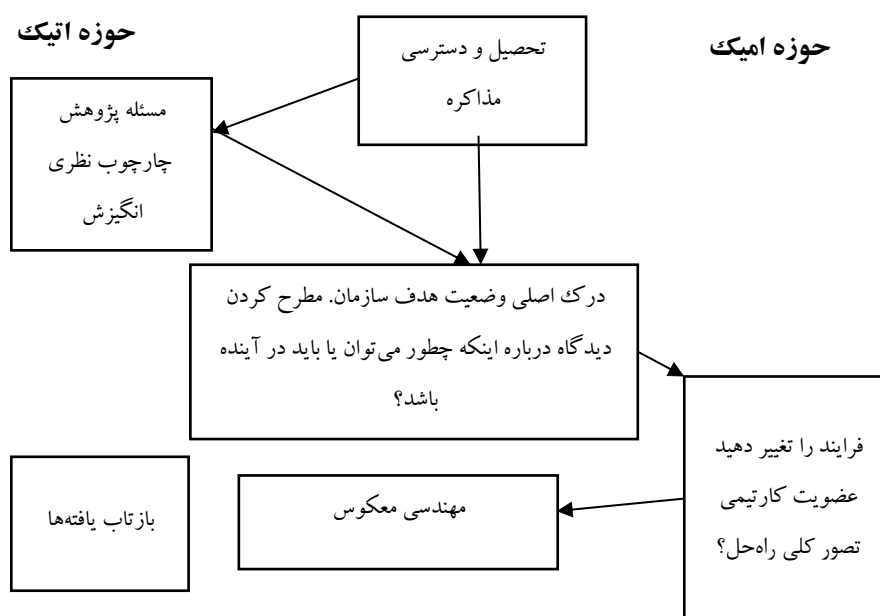 حوزه امیک
حوزه اتیک
تحصیل و دسترسی
مذاکره
مسئله پژوهش
چارچوب نظری
انگیزش
درک اصلی وضعیت هدف سازمان. مطرح کردن
دیدگاه درباره اینکه چطور می‌توان یا باید در آینده
باشد؟
فرایند را تغییر دهید
عضویت کارتیمی
تصور کلی راه‌حل؟
مهندسی معکوس
بازتاب یافته‌ها